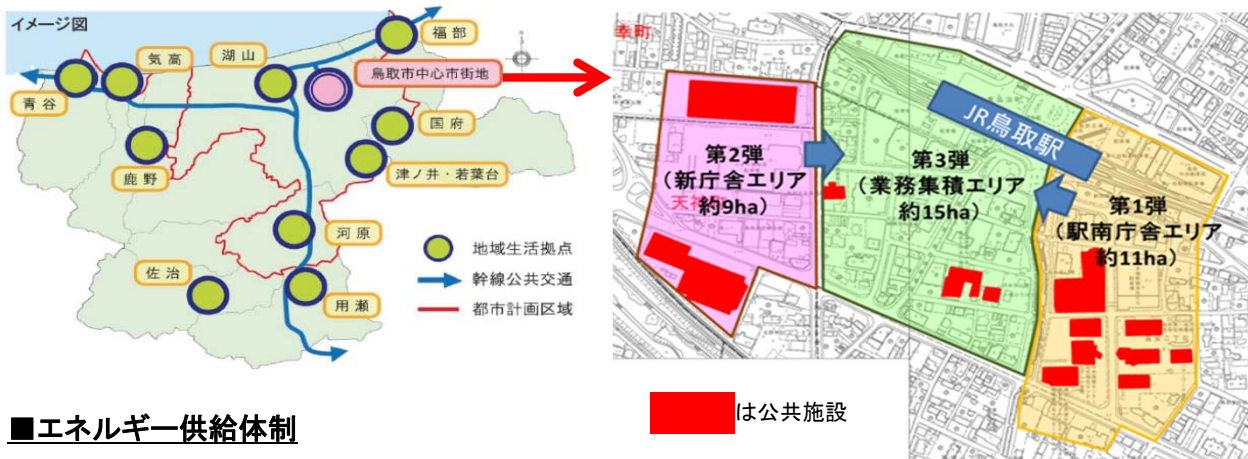 イメージ図
福部
湖山
気高
鳥取市中心市街地
青谷
国府
津ノ井・若葉台
鹿野
河原
佐治
用瀬
地域生活拠点
幹線公共交通
都市計画区域
■エネルギー供給体制
幸町
JR鳥取駅
第2弾
（新庁舎エリア
約9ha）
天神町
第3弾
（業務集積エリア
約15ha）
第1弾
（駅南庁舎エリア
約11ha）
は公共施設